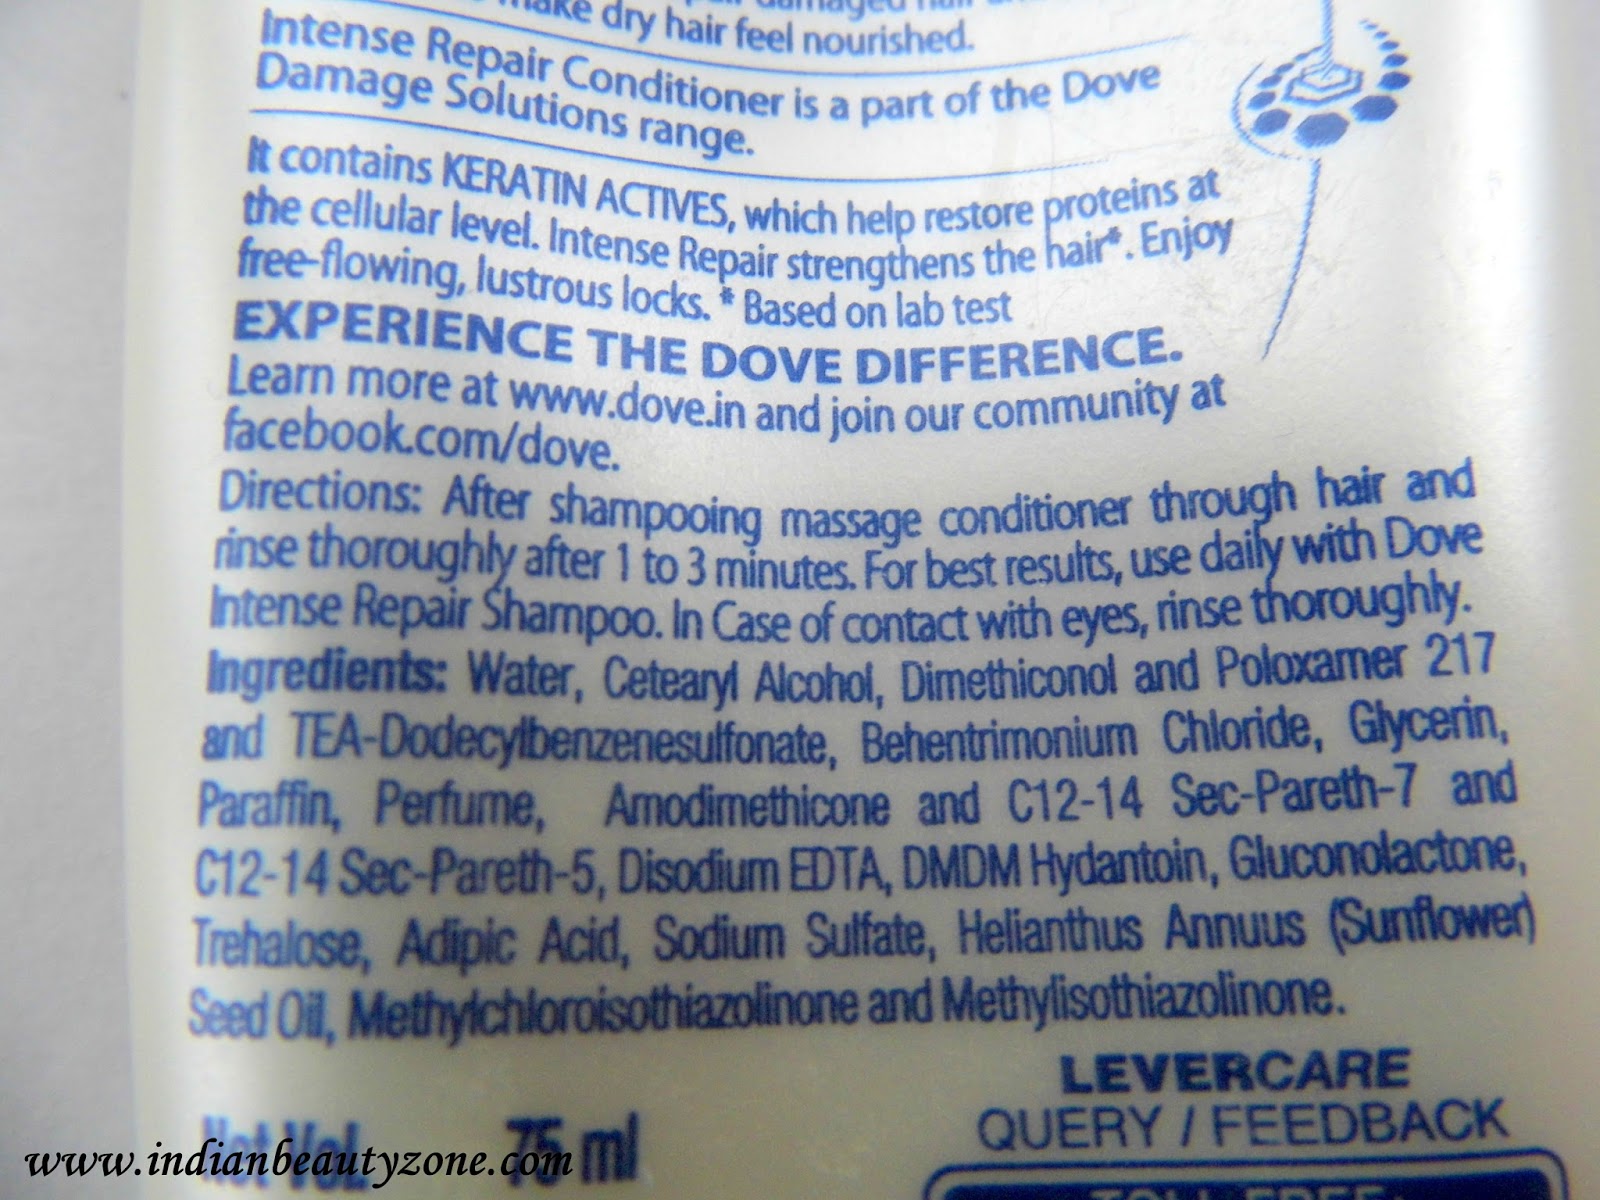 make dry hair feel nourished.
Intense Repair Conditioner is a part of the Dove
Damage Solutions range.
It contains KERATIN ACTIVES, which help restore proteins at
the cellular level. Intense Repair strengthens the hair*. Enjoy
free-flowing, lustrous locks. * Based on lab test
EXPERIENCE THE DOVE DIFFERENCE.
Learn more at www.dove.in and join our community at
facebook.com/dove.
Directions: After shampooing massage conditioner through hair and
rinse thoroughly after 1 to 3 minutes. For best results, use daily with Dove
Intense Repair Shampoo. In Case of contact with eyes, rinse thoroughly.
Ingredients: Water, Cetearyl Alcohol, Dimethiconol and Poloxamer 217
and TEA-Dodecylbenzenesulfonate, Behentrimonium Chloride, Glycerin,
Paraffin, Perfume, Amodimethicone and C12-14 Sec-Pareth-7 and
C12-14 Sec-Pareth-5, Disodium EDTA, DMDM Hydantoin, Gluconolactone,
Trehalose, Adipic Acid, Sodium Sulfate, Helianthus Annuus (Sunflower)
Seed Oil, Methylchloroisothiazolinone and Methylisothiazolinone.
LEVERCARE
QUERY / FEEDBACK
Net Vol. 75 ml
www.indianbeautyzone.com
TOLL FREE